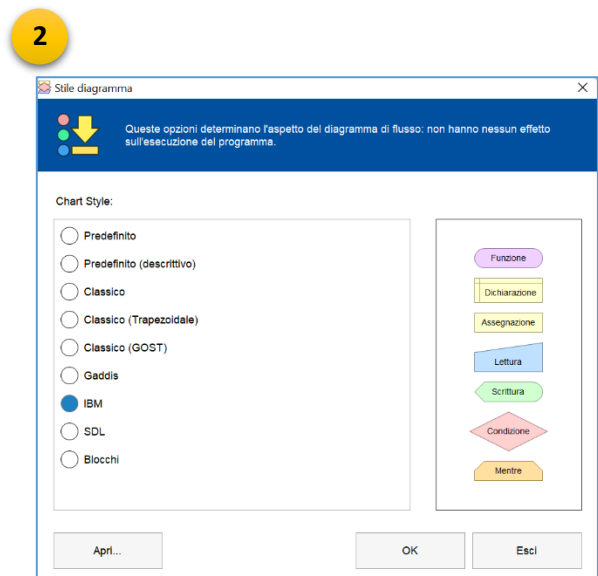 2
Stile diagramma
Queste opzioni determinano l'aspetto del diagramma di flusso: non hanno nessun effetto
sull'esecuzione del programma.
Chart Style:
Predefinito
Predefinito (descrittivo)
Classico
Classico (Trapezoidale)
Classico (GOST)
Gaddis
IBM
SDL
Blocchi
Funzione
Dichiarazione
Assegnazione
Lettura
Scrittura
Condizione
Mentre
Apri...
OK
Esci